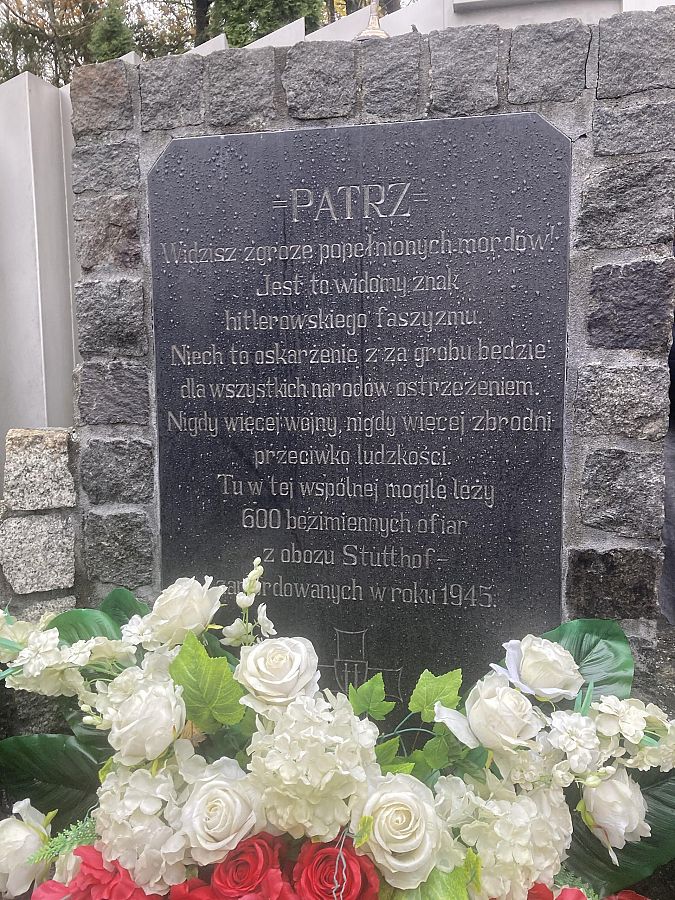 =PATRZ=
Widzisz zgrozę popełnionych mordów!
Jest to widomy znak
hitlerowskiego faszyzmu.
Niech to oskarżenie z za grobu będzie
dla wszystkich narodów ostrzeżeniem.
Nigdy więcej wojny, nigdy więcej zbrodni
przeciwko ludzkości.
Tu w tej wspólnej mogile leży
600 bezimiennych ofiar
z obozu Stutthof-
zamordowanych w roku 1945.